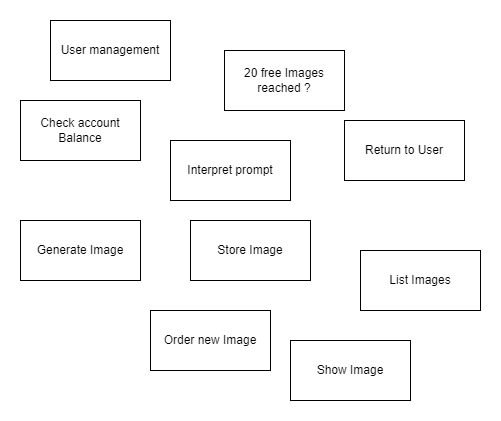 User management
20 free Images
reached ?
Check account
Balance
Return to User
Interpret prompt
Generate Image
Store Image
List Images
Order new Image
Show Image